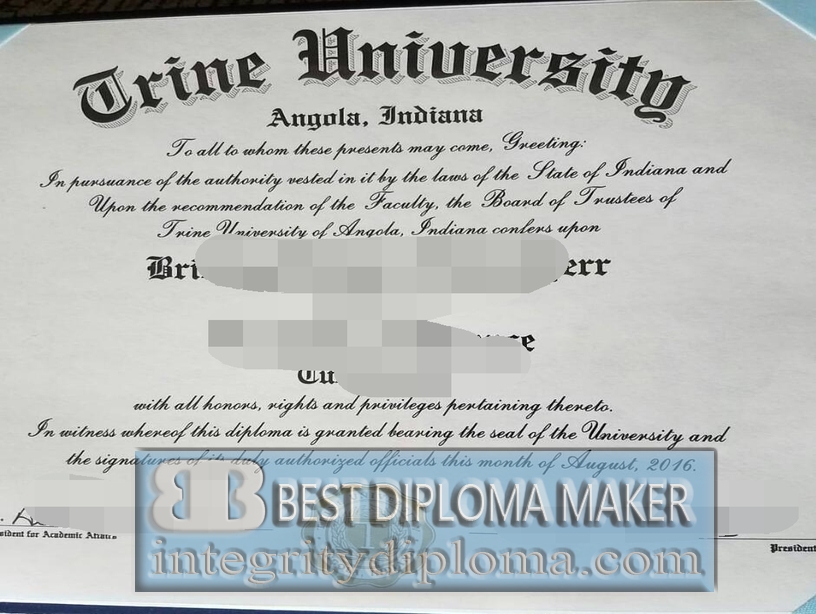 Trine University
Angola, Indiana
To all to whom these presents may come, Greeting:
In pursuance of the authority vested in it by the laws of the State of Indiana and
Upon the recommendation of the Faculty, the Board of Trustees of
Trine University of Angola, Indiana confers upon
with all honors, rights and privileges pertaining thereto.
In witness whereof this diploma is granted bearing the seal of the University and
the signatures of its duly authorized officials this month of August, 2016.
BB BEST DIPLOMA MAKER
integritydiploma.com
for Academic
President